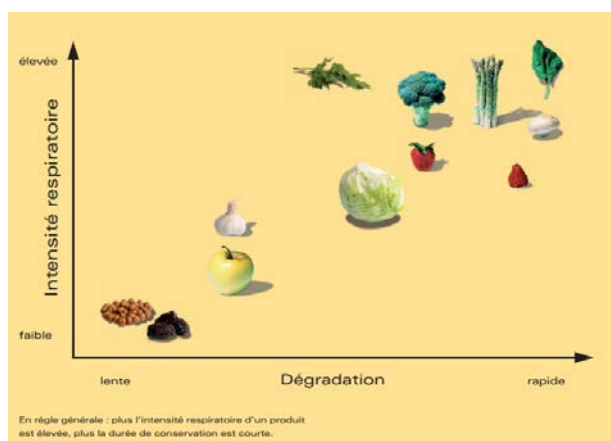 élevée
Intensité respiratoire
faible
lente
Dégradation
rapide
En règle générale : plus l'intensité respiratoire d'un produit
est élevée, plus la durée de conservation est courte.